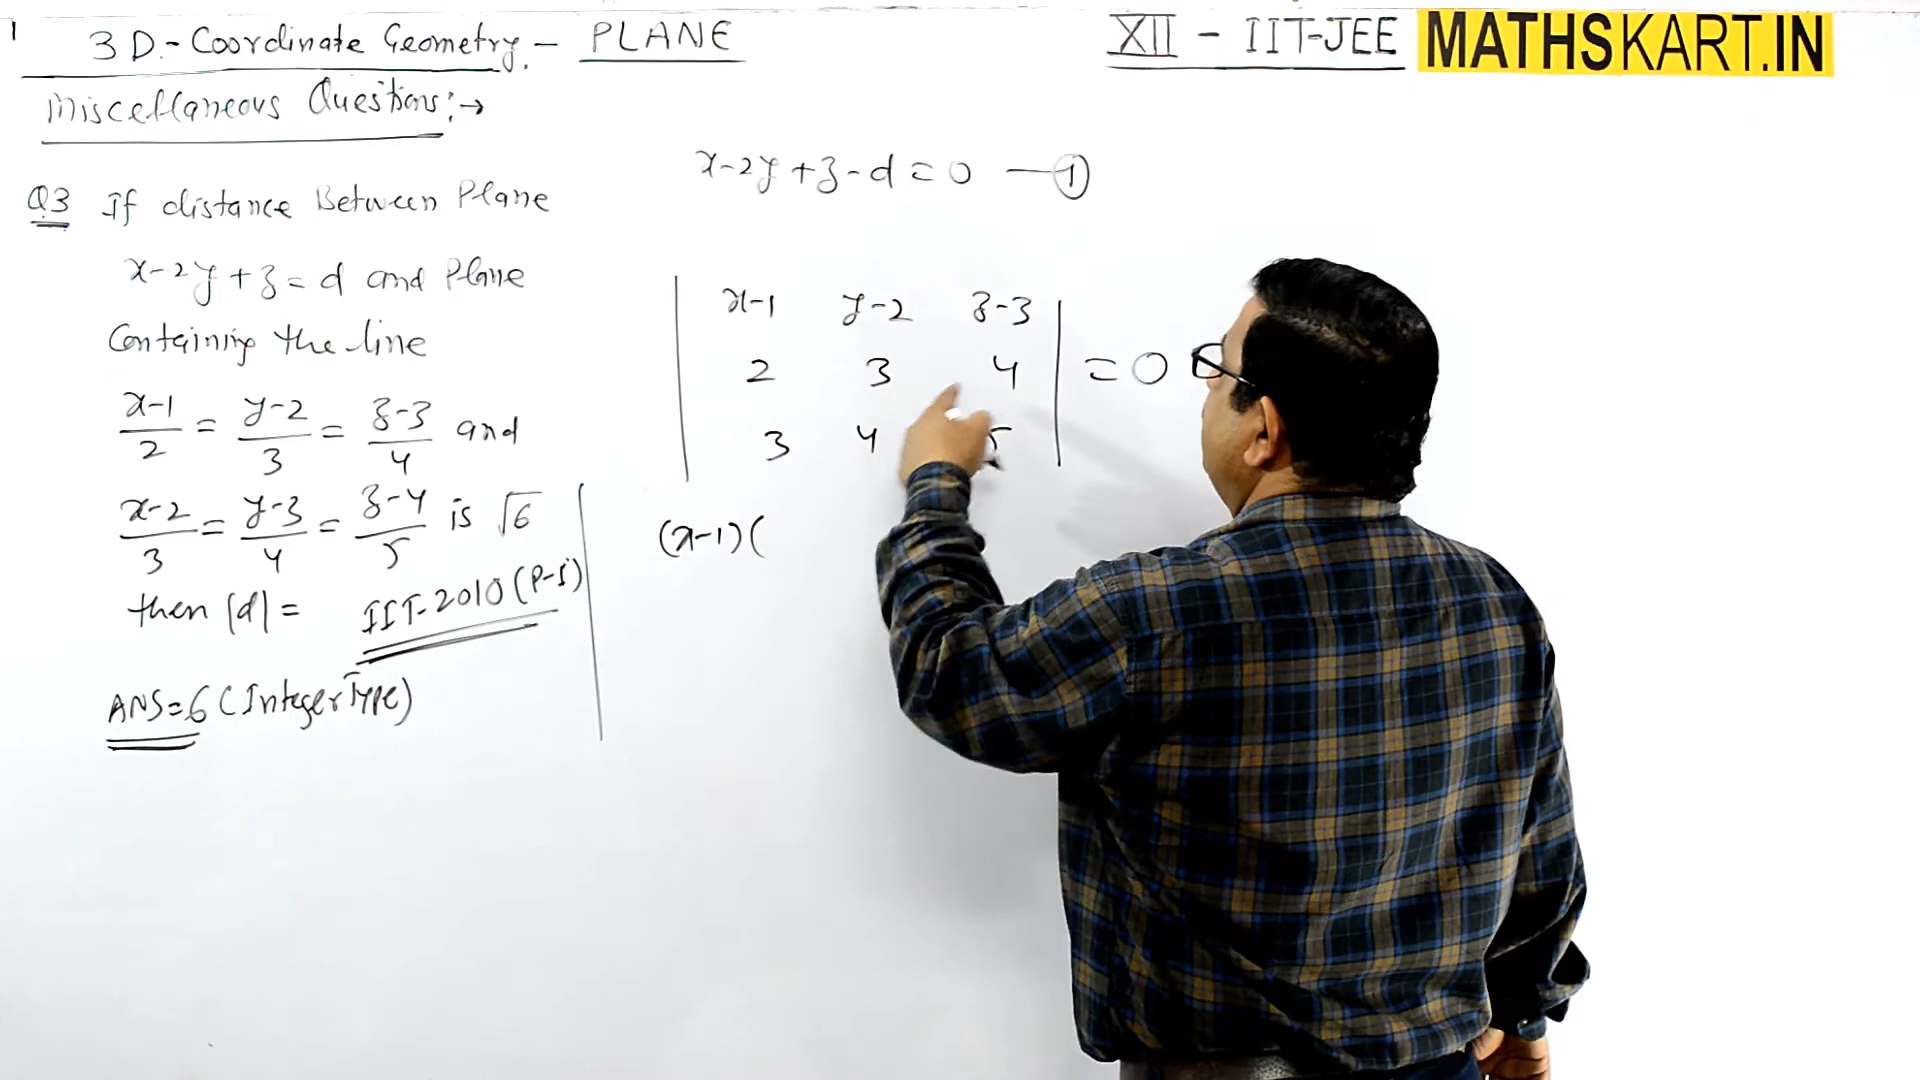 1
3D.- Coordinate Geometry.- PLANE
XII - IIT-JEE MATHSKART.IN
Miscellaneous Questions:→
Q3 If distance Between Plane
x-2y+z=d and Plane
Containing the line
x-1/2 = y-2/3 = z-3/4 and
x-2/3 = y-3/4 = z-4/5 is √6
then |d| = IIT-2010(P-I)
ANS=6 (Integer Type)
x-2y+z-d=0 —①
x-1 y-2 z-3
2 3 4 = 0
3 4 5
(x-1)(